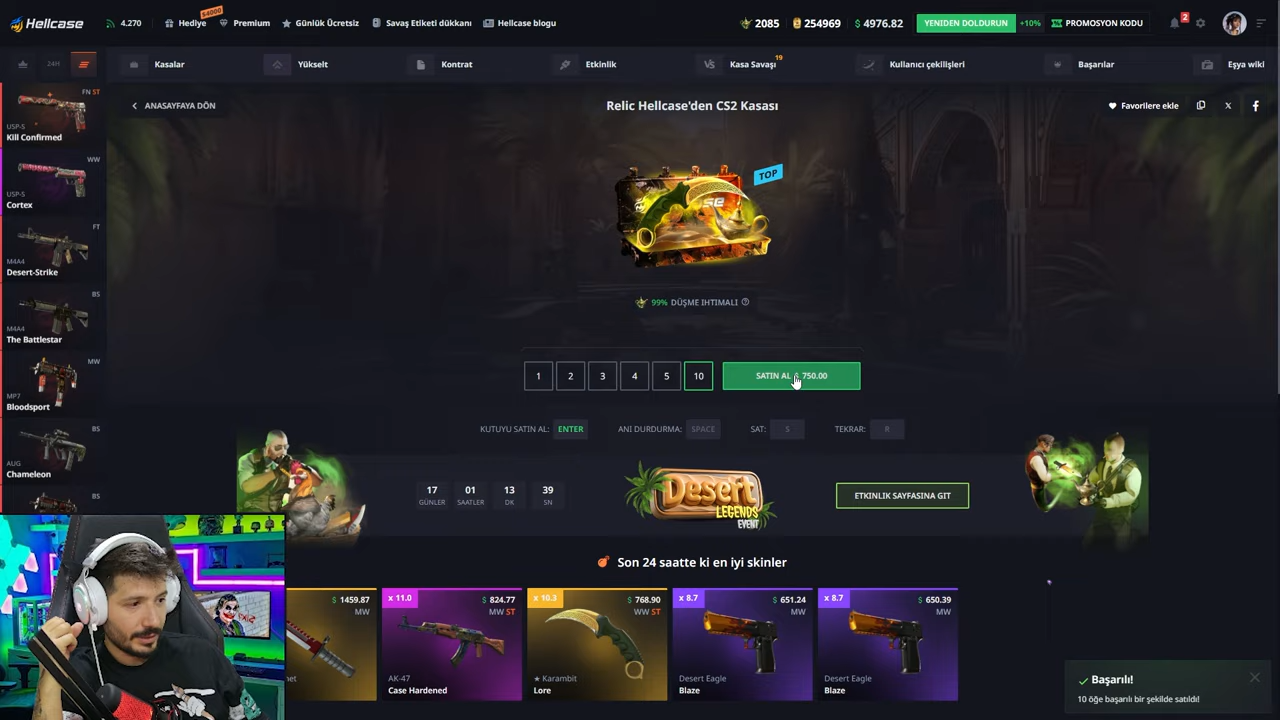 Hellcase
4.270
Hediye
$4000
Premium
Günlük Ücretsiz
Savaş Etiketi dükkanı
Hellcase blogu
2085
254969
$ 4976.82
YENİDEN DOLDURUN
+10%
PROMOSYON KODU
2
24H
Kasalar
Yükselt
Kontrat
Etkinlik
VS
Kasa Savaşı
19
Kullanıcı çekilişleri
Başarılar
Eşya wiki
ANASAYFAYA DÖN
Relic Hellcase'den CS2 Kasası
Favorilere ekle
FN ST
USP-S
Kill Confirmed
WW
USP-S
Cortex
FT
M4A4
Desert-Strike
BS
M4A4
The Battlestar
MW
MP7
Bloodsport
BS
AUG
Chameleon
BS
TOP
SE
99% DÜŞME IHTIMALI
1
2
3
4
5
10
SATIN AL $ 750.00
KUTUYU SATIN AL: ENTER
ANI DURDURMA: SPACE
SAT: S
TEKRAR: R
17
GÜNLER
01
SAATLER
13
DK
39
SN
Desert
LEGENDS
EVENT
ETKINLIK SAYFASINA GIT
Son 24 saatte ki en iyi skinler
$ 1459.87
MW
x 11.0
$ 824.77
MW ST
AK-47
Case Hardened
x 10.3
$ 768.90
WW ST
★ Karambit
Lore
x 8.7
$ 651.24
MW
Desert Eagle
Blaze
x 8.7
$ 650.39
MW
Desert Eagle
Blaze
Başarılı!
10 öğe başarılı bir şekilde satıldı!